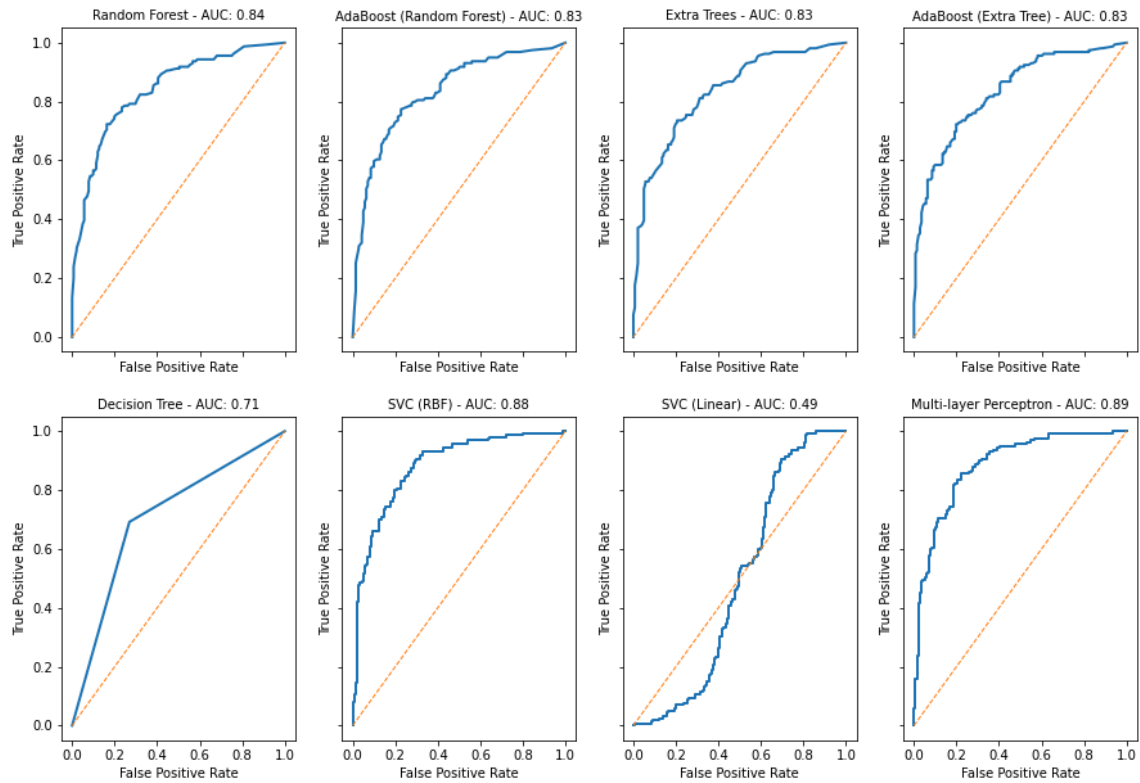 Random Forest - AUC: 0.84
AdaBoost (Random Forest) - AUC: 0.83
Extra Trees - AUC: 0.83
AdaBoost (Extra Tree) - AUC: 0.83
True Positive Rate
1.0
0.8
0.6
0.4
0.2
0.0
False Positive Rate
True Positive Rate
False Positive Rate
True Positive Rate
False Positive Rate
True Positive Rate
False Positive Rate
Decision Tree - AUC: 0.71
SVC (RBF) - AUC: 0.88
SVC (Linear) - AUC: 0.49
Multi-layer Perceptron - AUC: 0.89
True Positive Rate
1.0
0.8
0.6
0.4
0.2
0.0
0.0 0.2 0.4 0.6 0.8 1.0
False Positive Rate
True Positive Rate
0.0 0.2 0.4 0.6 0.8 1.0
False Positive Rate
True Positive Rate
0.0 0.2 0.4 0.6 0.8 1.0
False Positive Rate
True Positive Rate
0.0 0.2 0.4 0.6 0.8 1.0
False Positive Rate